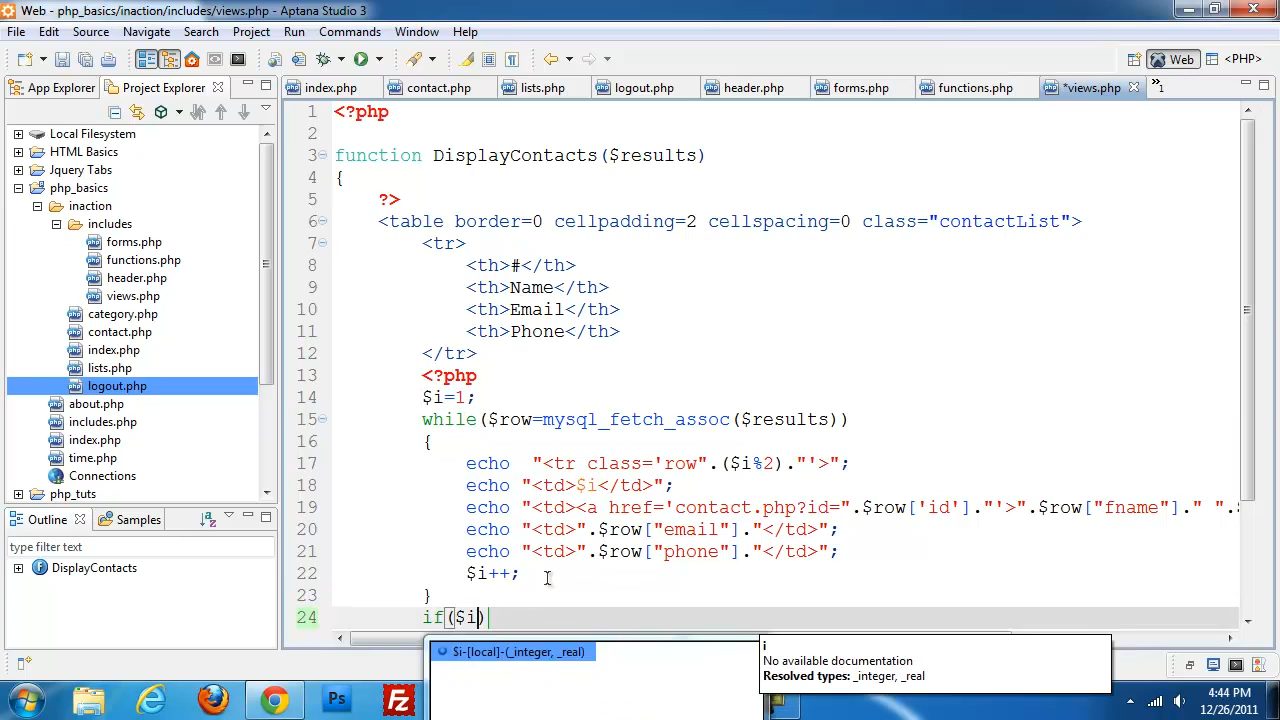 Web - php_basics/inaction/includes/views.php - Aptana Studio 3
File Edit Source Navigate Search Project Run Commands Window Help
Web <PHP>
App Explorer Project Explorer
index.php contact.php lists.php logout.php header.php forms.php functions.php *views.php »1
Local Filesystem
HTML Basics
Jquery Tabs
php_basics
inaction
includes
forms.php
functions.php
header.php
views.php
category.php
contact.php
index.php
lists.php
logout.php
about.php
includes.php
index.php
time.php
Connections
php_tuts
Outline Samples
type filter text
DisplayContacts
1 <?php
2
3 function DisplayContacts($results)
4 {
5 ?>
6 <table border=0 cellpadding=2 cellspacing=0 class="contactList">
7 <tr>
8 <th>#</th>
9 <th>Name</th>
10 <th>Email</th>
11 <th>Phone</th>
12 </tr>
13 <?php
14 $i=1;
15 while($row=mysql_fetch_assoc($results))
16 {
17 echo  "<tr class='row".($i%2)."'>";
18 echo "<td>$i</td>";
19 echo "<td><a href='contact.php?id=".$row['id']."'>".$row["fname"]." ".
20 echo "<td>".$row["email"]."</td>";
21 echo "<td>".$row["phone"]."</td>";
22 $i++;
23 }
24 if($i)
$i-[local]-(_integer, _real)
i
No available documentation
Resolved types: _integer, _real
Ps
Fz
4:44 PM
12/26/2011